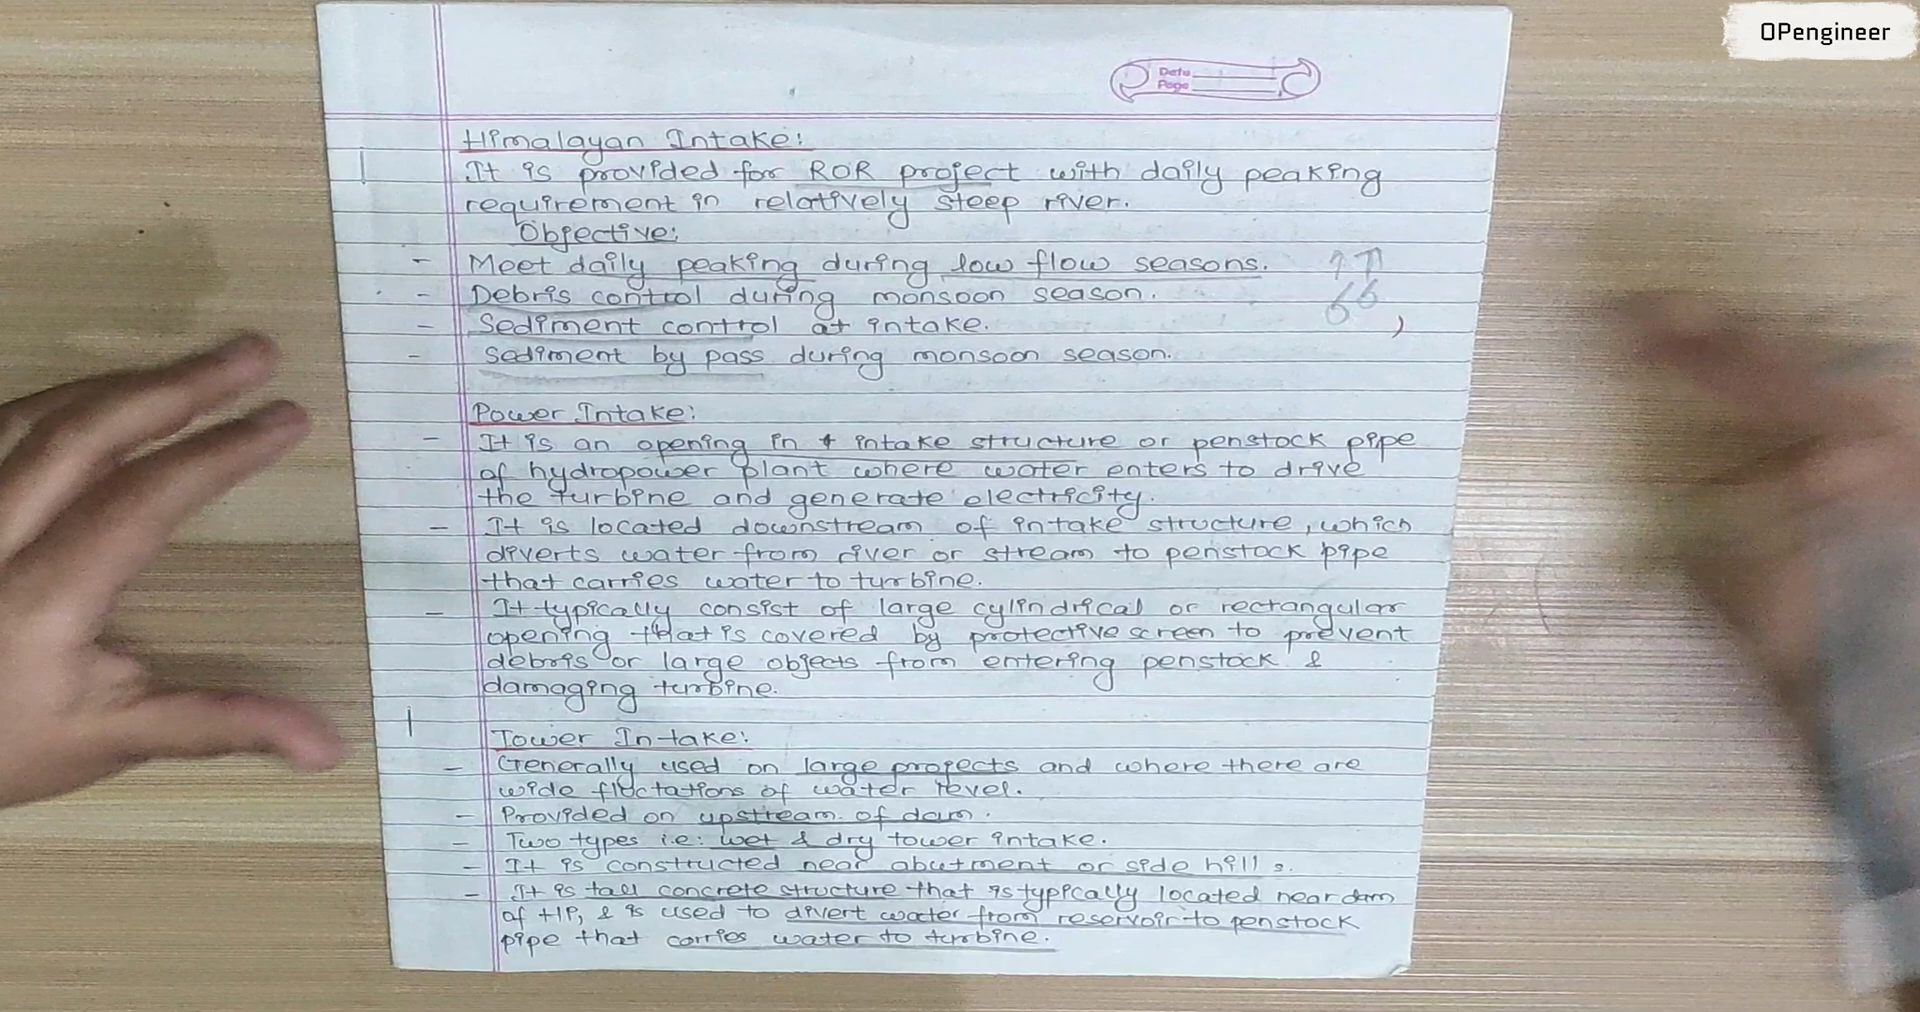 OPengineer
Date
Page
Himalayan Intake:
It is provided for ROR project with daily peaking
requirement in relatively steep river.
Objective:
- Meet daily peaking during low flow seasons.
- Debris control during monsoon season.
- Sediment control at intake.
- Sediment by pass during monsoon season.
Power Intake:
- It is an opening in intake structure or penstock pipe
of hydropower plant where water enters to drive
the turbine and generate electricity.
- It is located downstream of intake structure, which
diverts water from river or stream to penstock pipe
that carries water to turbine.
- It typically consist of large cylindrical or rectangular
opening that is covered by protective screen to prevent
debris or large objects from entering penstock &
damaging turbine.
Tower Intake:
- Generally used on large projects and where there are
wide fluctations of water level.
- Provided on upstream of dam.
- Two types i.e: wet & dry tower intake.
- It is constructed near abutment or side hills.
- It is tall concrete structure that is typically located near dam
of HP, & is used to divert water from reservoir to penstock
pipe that carries water to turbine.